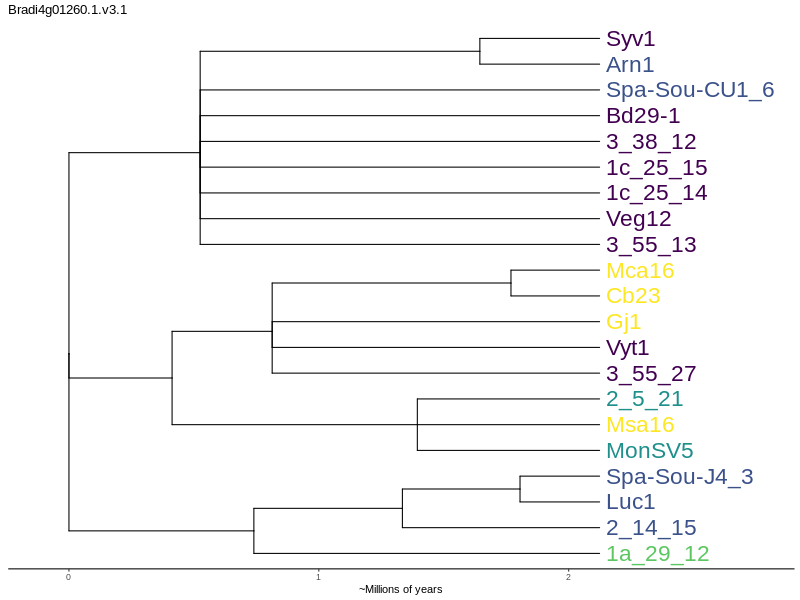 Bradi4g01260.1.v3.1
Syv1
Arn1
Spa-Sou-CU1_6
Bd29-1
3_38_12
1c_25_15
1c_25_14
Veg12
3_55_13
Mca16
Cb23
Gj1
Vyt1
3_55_27
2_5_21
Msa16
MonSV5
Spa-Sou-J4_3
Luc1
2_14_15
1a_29_12
0 1 2
~Millions of years